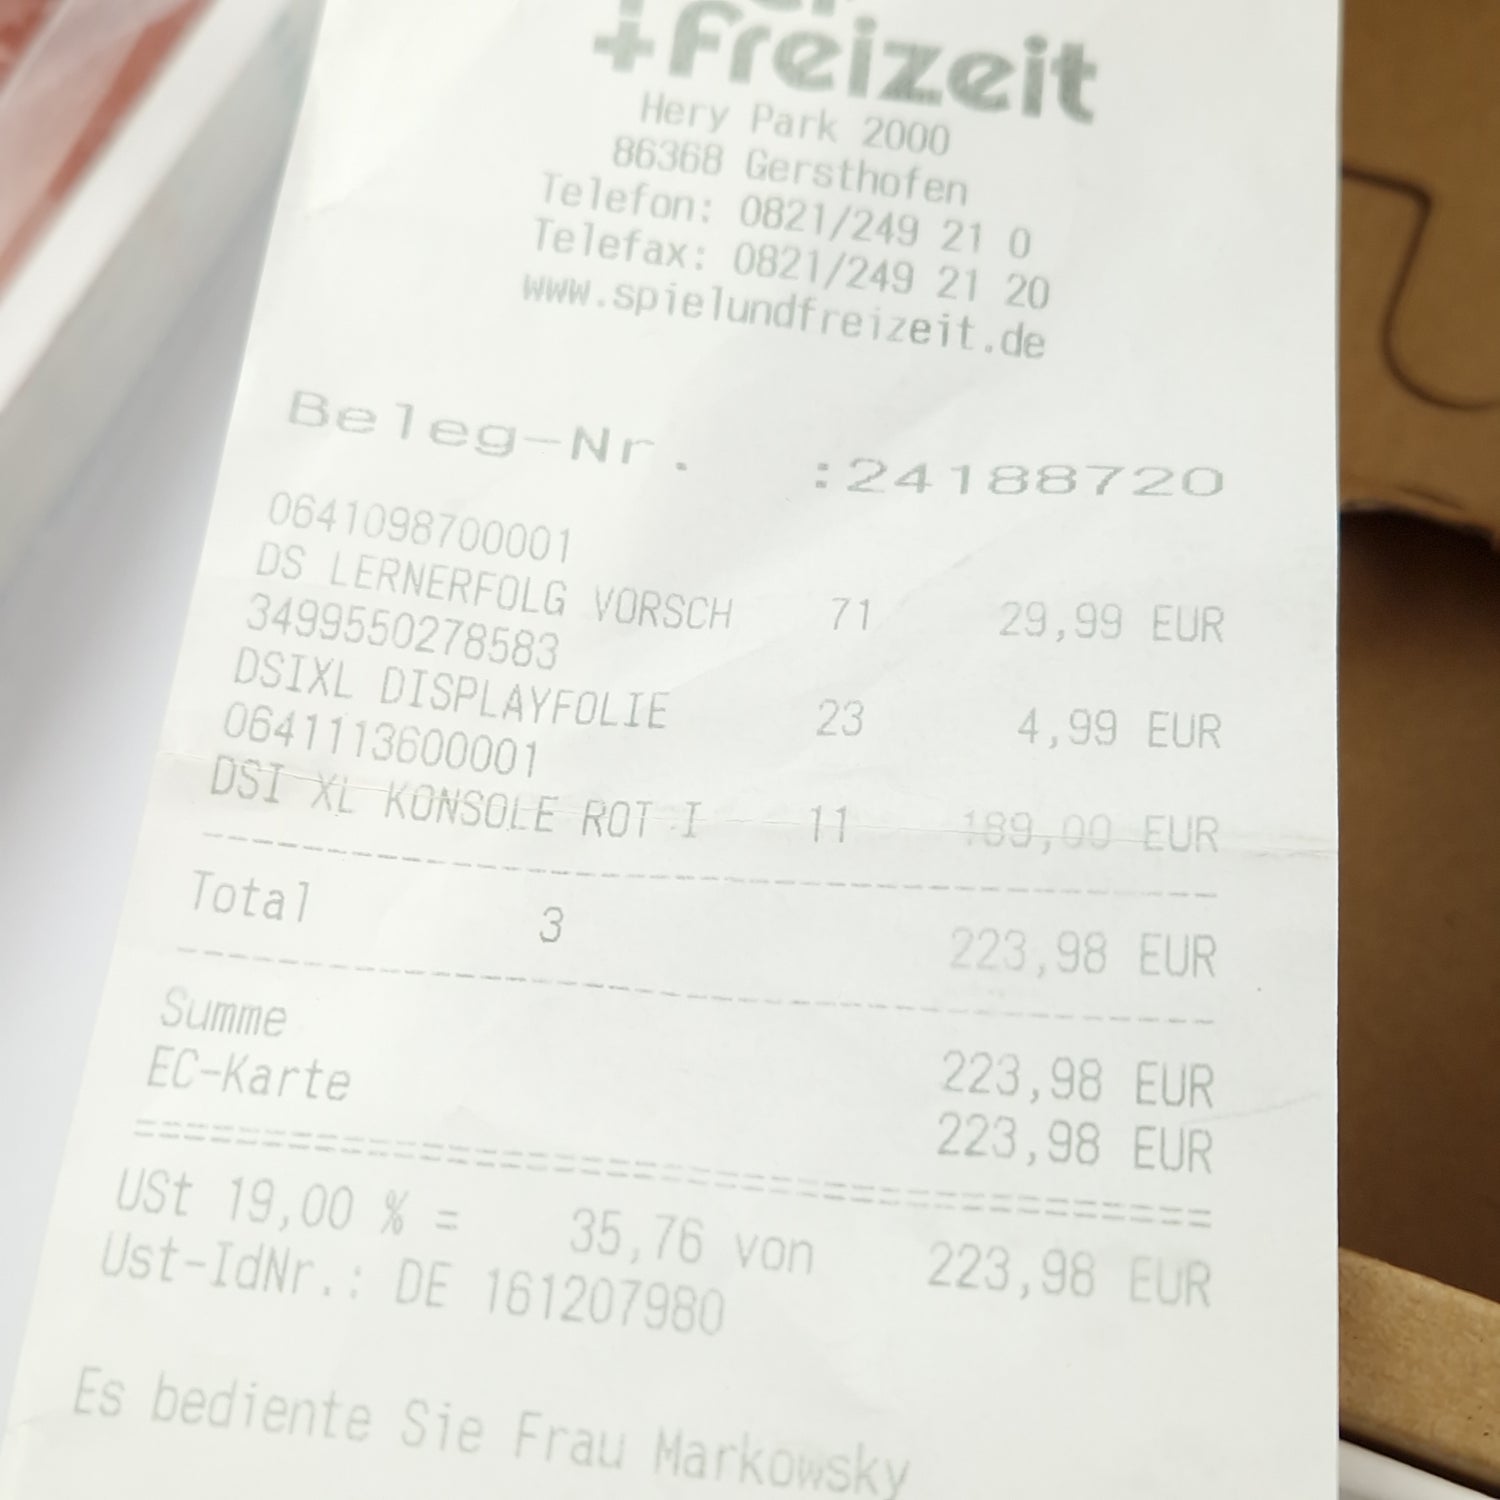 +Freizeit
Hery Park 2000
86368 Gersthofen
Telefon: 0821/249 21 0
Telefax: 0821/249 21 20
www.spielundfreizeit.de
Beleg-Nr. :24188720
0641098700001
DS LERNERFOLG VORSCH 71 29,99 EUR
3499550278583
DSIXL DISPLAYFOLIE 23 4,99 EUR
0641113600001
DSI XL KONSOLE ROT I 11 189,00 EUR
Total 3 223,98 EUR
Summe 223,98 EUR
EC-Karte 223,98 EUR
USt 19,00 % = 35,76 von 223,98 EUR
Ust-IdNr.: DE 161207980
Es bediente Sie Frau Markowsky